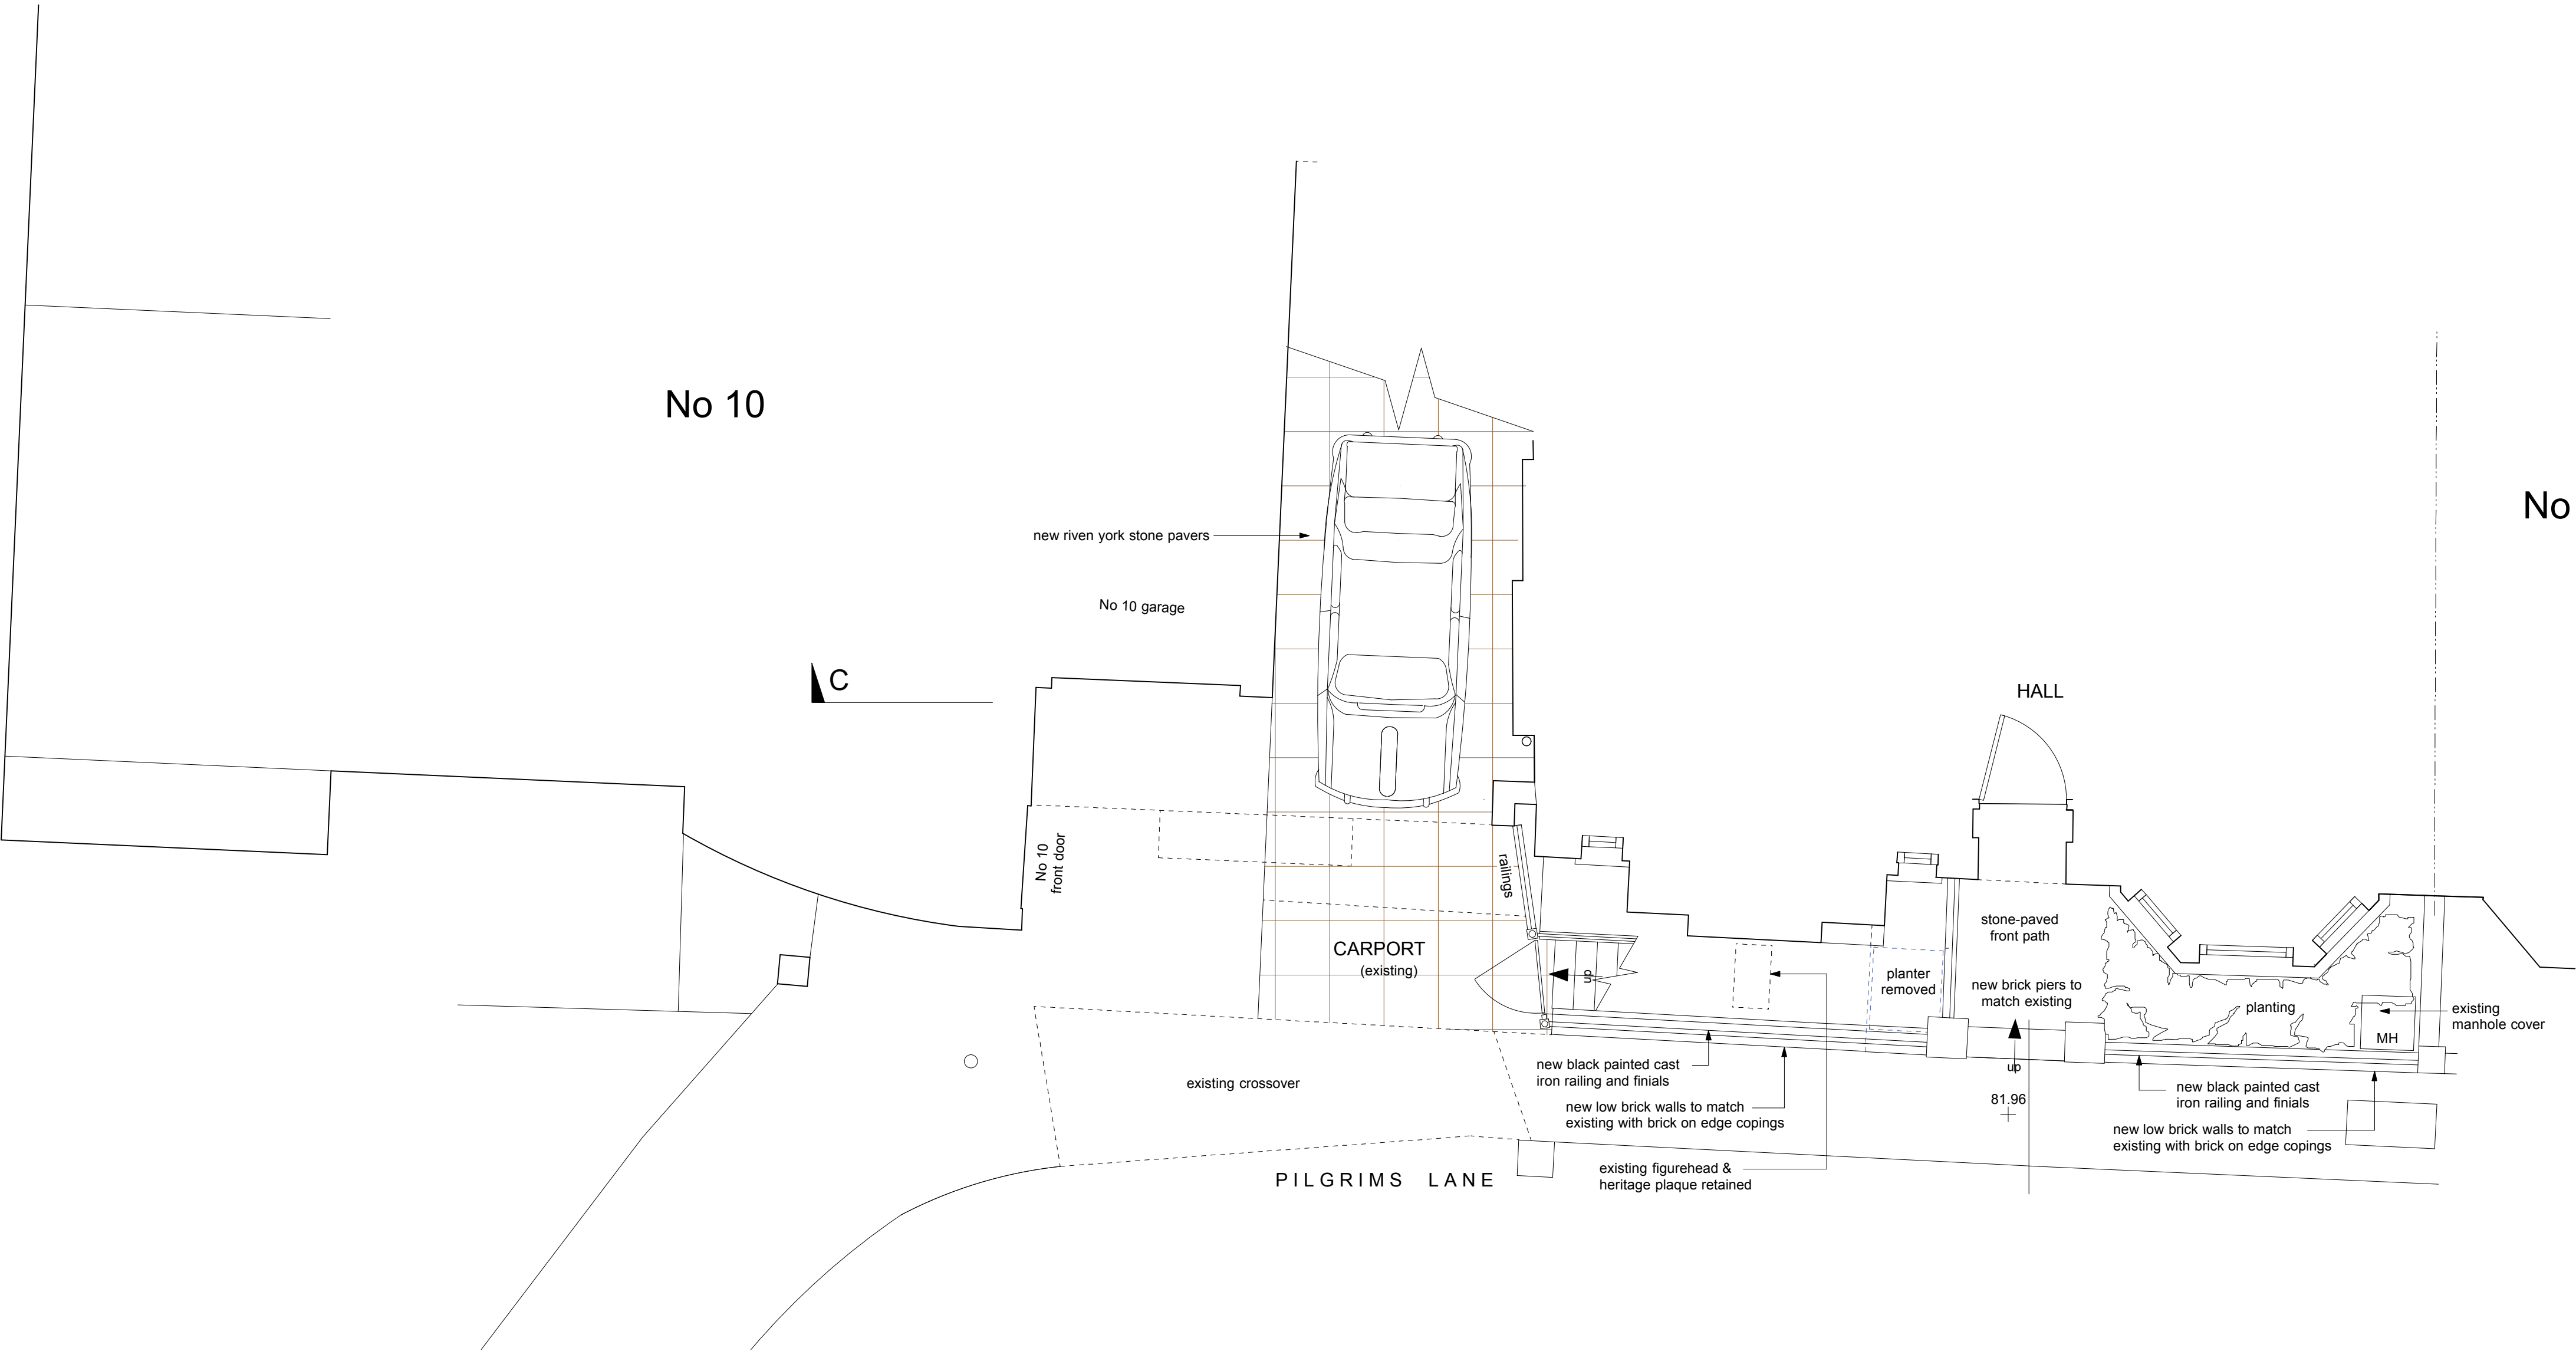 No 10
No
new riven york stone pavers
No 10 garage
C
HALL
No 10
front door
railings
CARPORT
(existing)
dn
planter
removed
stone-paved
front path
new brick piers to
match existing
planting
existing
manhole cover
MH
up
81.96
existing crossover
new black painted cast
iron railing and finials
new low brick walls to match
existing with brick on edge copings
existing figurehead &
heritage plaque retained
new black painted cast
iron railing and finials
new low brick walls to match
existing with brick on edge copings
PILGRIMS LANE